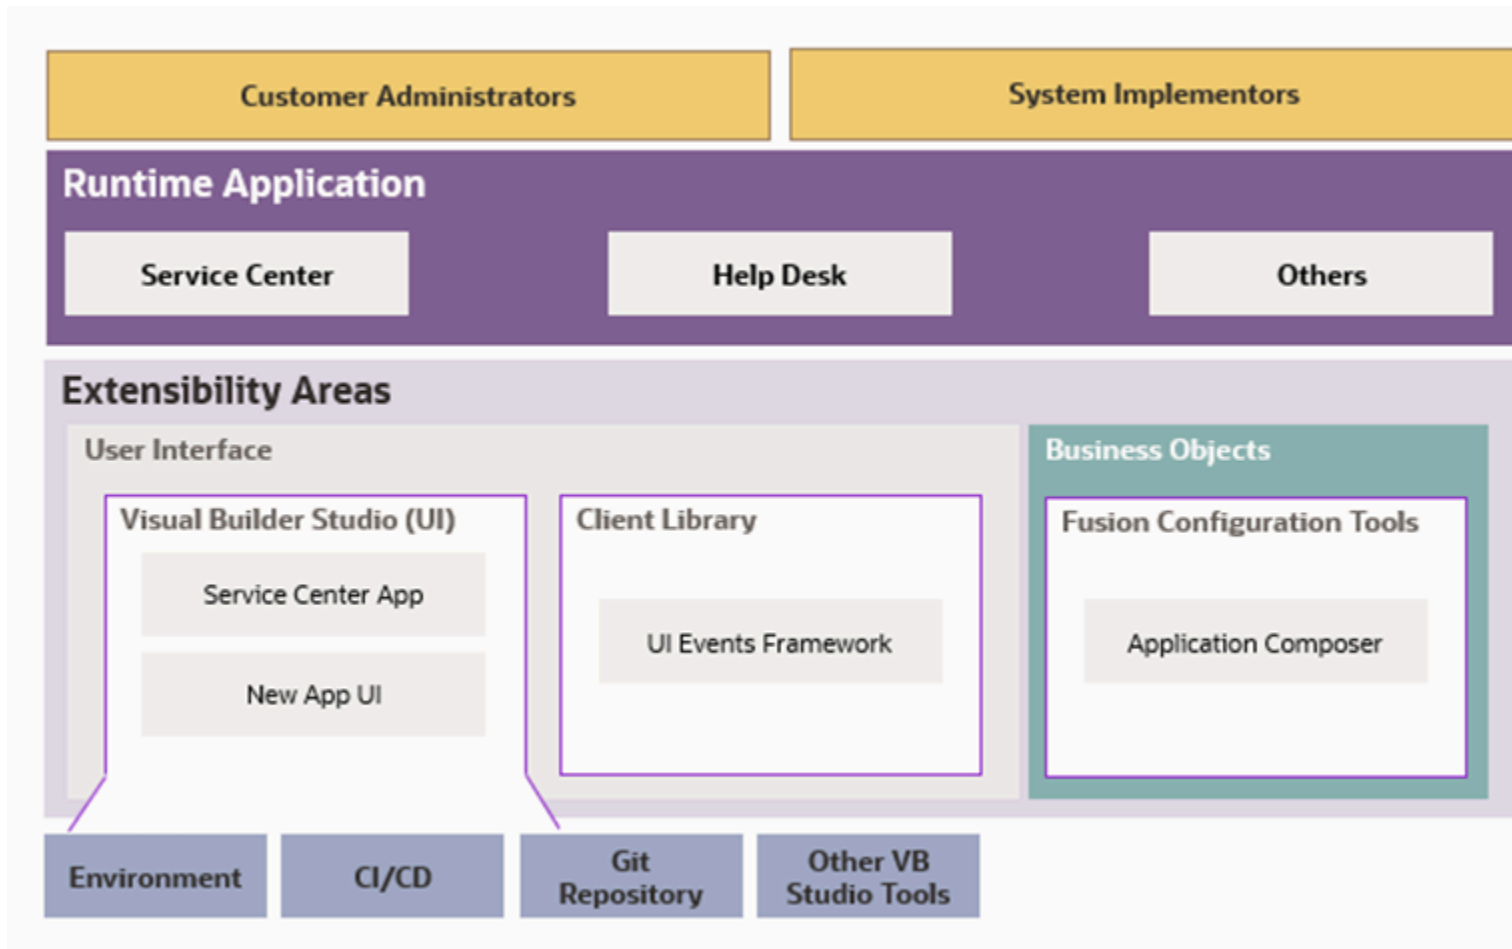 Customer Administrators
System Implementors
Runtime Application
Service Center
Help Desk
Others
Extensibility Areas
User Interface
Business Objects
Visual Builder Studio (UI)
Service Center App
New App UI
Client Library
UI Events Framework
Fusion Configuration Tools
Application Composer
Environment
CI/CD
Git
Repository
Other VB
Studio Tools